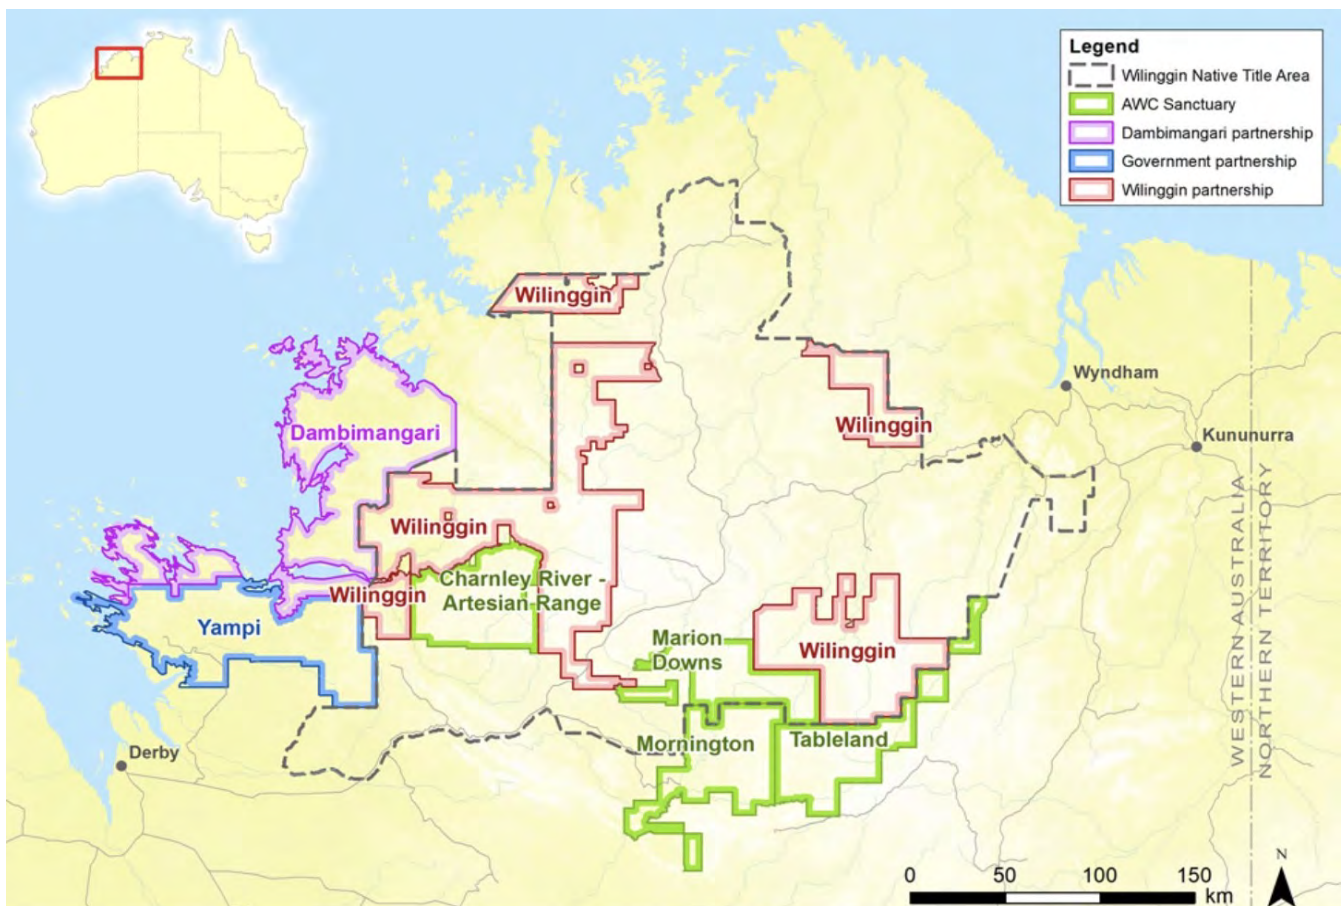 Legend
Wilinggin Native Title Area
AWC Sanctuary
Dambimangari partnership
Government partnership
Wilinggin partnership
Wilinggin
Wyndham
Wilinggin
Dambimangari
Kununurra
Wilinggin
Charnley River -
Artesian Range
Wilinggin
Yampi
Marion
Downs
Wilinggin
WESTERN AUSTRALIA
NORTHERN TERRITORY
Mornington
Tableland
Derby
N
0 50 100 150
km